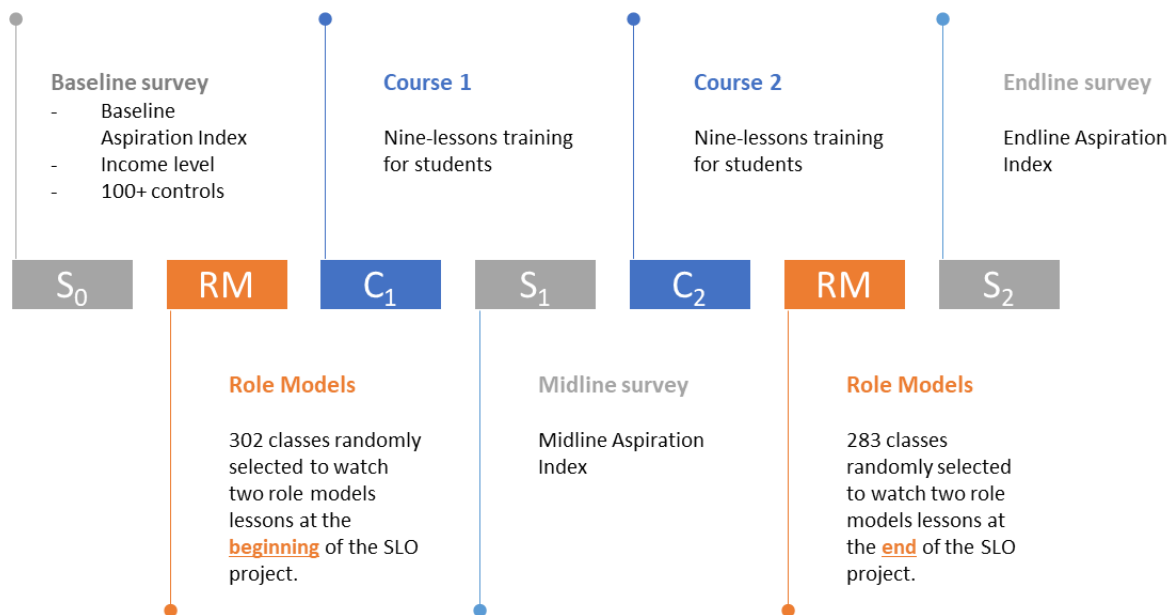 Baseline survey
- Baseline
Aspiration Index
- Income level
- 100+ controls
Course 1
Nine-lessons training
for students
Course 2
Nine-lessons training
for students
Endline survey
Endline Aspiration
Index
S0
RM
C1
S1
C2
RM
S2
Role Models
302 classes randomly
selected to watch
two role models
lessons at the
beginning of the SLO
project.
Midline survey
Midline Aspiration
Index
Role Models
283 classes
randomly selected
to watch two role
models lessons at
the end of the SLO
project.